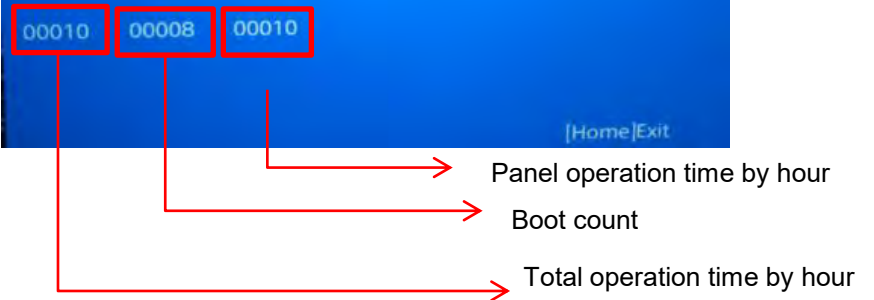 00010 00008 00010
[Home]Exit
Panel operation time by hour
Boot count
Total operation time by hour